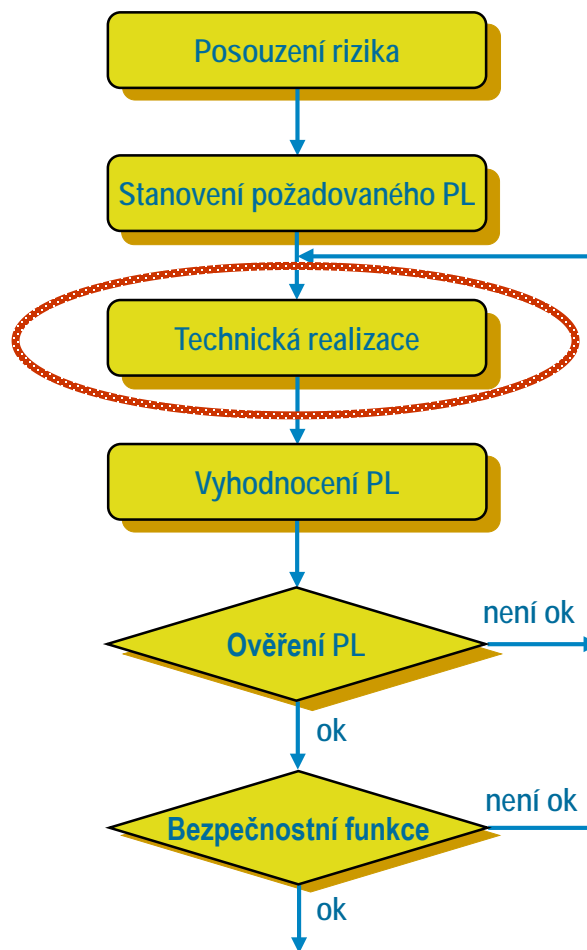 Posouzení rizika
Stanovení požadovaného PL
Technická realizace
Vyhodnocení PL
není ok
Ověření PL
ok
není ok
Bezpečnostní funkce
ok